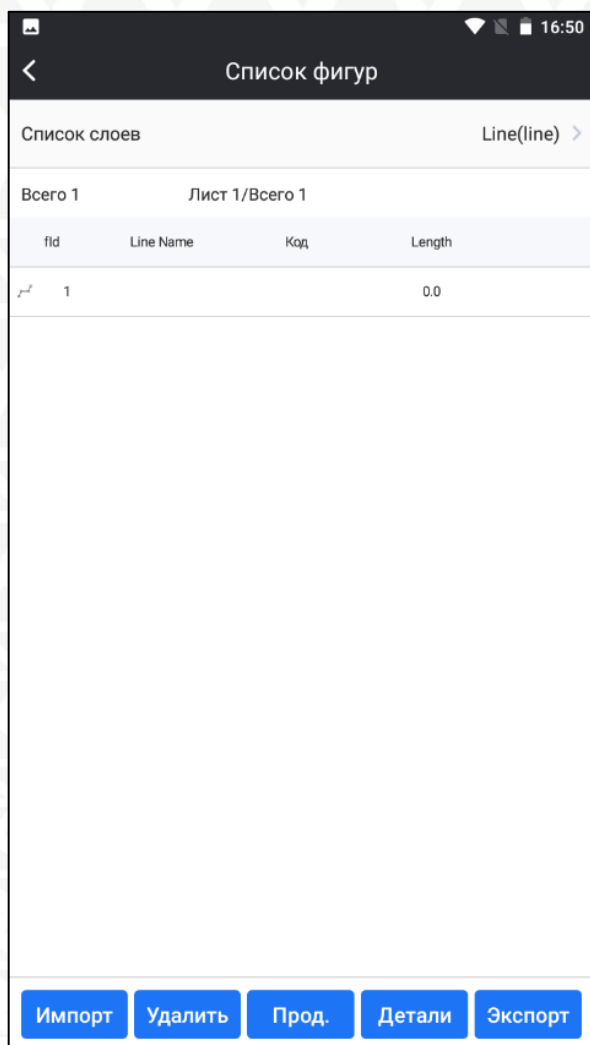 16:50
Список фигур
Список слоев Line(line)
Всего 1 Лист 1/Всего 1
fId Line Name Код Length
1 0.0
Импорт Удалить Прод. Детали Экспорт